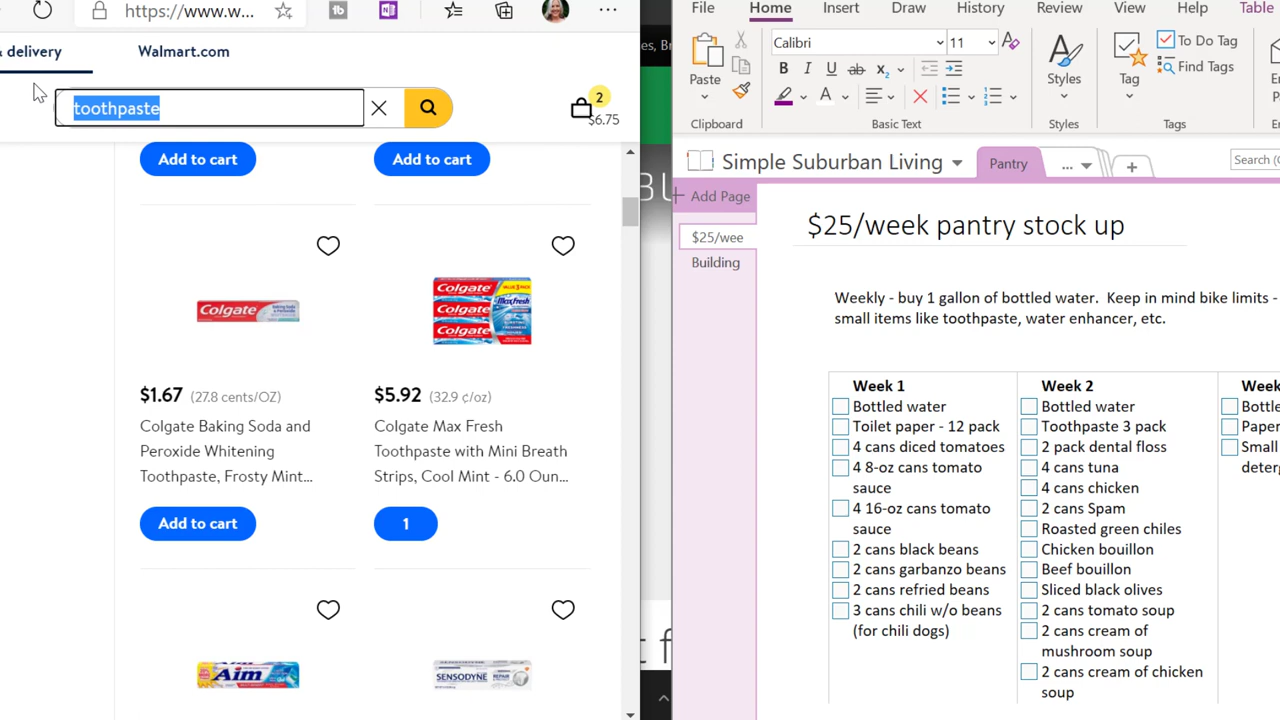 https://www.w...
& delivery
Walmart.com
toothpaste
2
$6.75
Add to cart
Add to cart
Colgate
Colgate
Colgate
Colgate
MaxFresh
$1.67 (27.8 cents/OZ)
$5.92 (32.9 ¢/oz)
Colgate Baking Soda and
Peroxide Whitening
Toothpaste, Frosty Mint...
Colgate Max Fresh
Toothpaste with Mini Breath
Strips, Cool Mint - 6.0 Oun...
Add to cart
1
Aim
SENSODYNE
File Home Insert Draw History Review View Help Table
Paste
Calibri
11
B I U ab X2
A
Styles
Tag
To Do Tag
Find Tags
Clipboard
Basic Text
Styles
Tags
Simple Suburban Living
Pantry
...
+
Search (C
+ Add Page
$25/wee
Building
$25/week pantry stock up
Weekly - buy 1 gallon of bottled water. Keep in mind bike limits -
small items like toothpaste, water enhancer, etc.
Week 1
Bottled water
Toilet paper - 12 pack
4 cans diced tomatoes
4 8-oz cans tomato
sauce
4 16-oz cans tomato
sauce
2 cans black beans
2 cans garbanzo beans
2 cans refried beans
3 cans chili w/o beans
(for chili dogs)
Week 2
Bottled water
Toothpaste 3 pack
2 pack dental floss
4 cans tuna
4 cans chicken
2 cans Spam
Roasted green chiles
Chicken bouillon
Beef bouillon
Sliced black olives
2 cans tomato soup
2 cans cream of
mushroom soup
2 cans cream of chicken
soup
Week
Bottle
Paper
Small
deterg